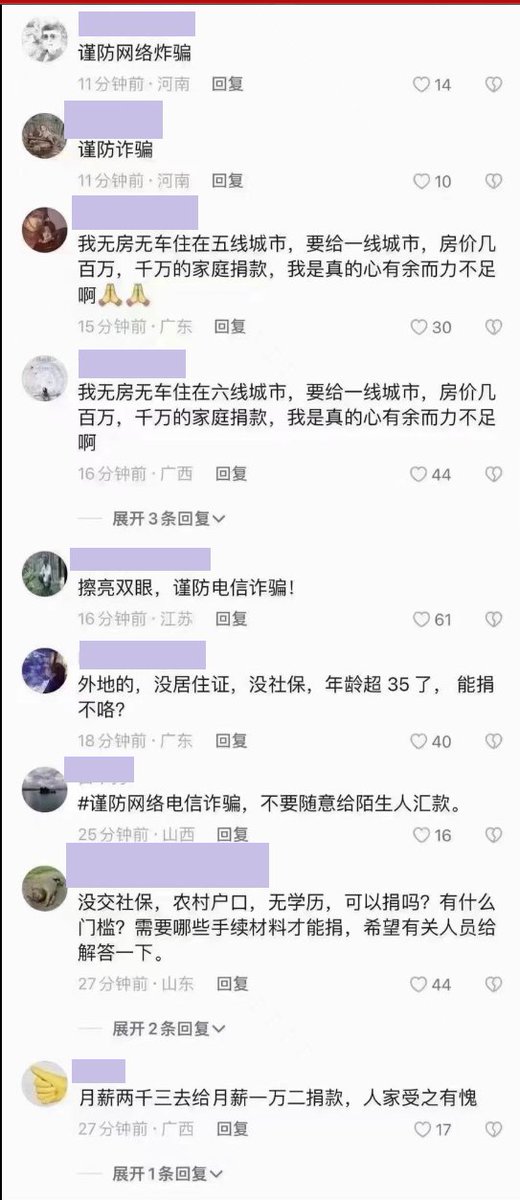 谨防网络炸骗
11分钟前·河南 回复 14
谨防诈骗
11分钟前·河南 回复 10
我无房无车住在五线城市，要给一线城市，房价几
百万，千万的家庭捐款，我是真的心有余而力不足
啊🙏🙏
15分钟前·广东 回复 30
我无房无车住在六线城市，要给一线城市，房价几
百万，千万的家庭捐款，我是真的心有余而力不足
啊
16分钟前·广西 回复 44
展开3条回复
擦亮双眼，谨防电信诈骗！
16分钟前·江苏 回复 61
外地的，没居住证，没社保，年龄超 35 了， 能捐
不咯？
18分钟前·广东 回复 40
#谨防网络电信诈骗，不要随意给陌生人汇款。
25分钟前·山西 回复 16
没交社保，农村户口，无学历，可以捐吗？有什么
门槛？需要哪些手续材料才能捐，希望有关人员给
解答一下。
27分钟前·山东 回复 44
展开2条回复
月薪两千三去给月薪一万二捐款，人家受之有愧
27分钟前·广西 回复 17
展开1条回复